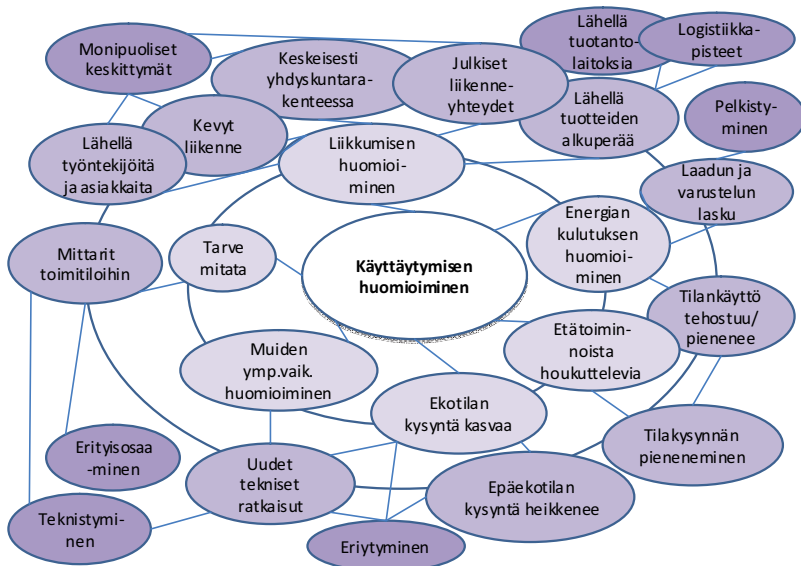 Monipuoliset
keskittymät
Keskeisesti
yhdyskuntara-
kenteessa
Julkiset
liikenne-
yhteydet
Lähellä
tuotanto-
laitoksia
Logistiikka-
pisteet
Lähellä
tuotteiden
alkuperää
Pelkisty-
minen
Kevyt
liikenne
Lähellä
työntekijöitä
ja asiakkaita
Liikkumisen
huomioi-
minen
Laadun ja
varustelun
lasku
Energian
kulutuksen
huomioi-
minen
Mittarit
toimitiloihin
Tarve
mitata
Käyttäytymisen
huomioiminen
Tilankäyttö
tehostuu/
pienenee
Etätoimin-
noista
houkuttelevia
Muiden
ymp.vaik.
huomioiminen
Ekotilan
kysyntä kasvaa
Tilakysynnän
pieneneminen
Erityisosaa
-minen
Uudet
tekniset
ratkaisut
Epäekotilan
kysyntä heikkenee
Teknistymi-
nen
Eriytyminen